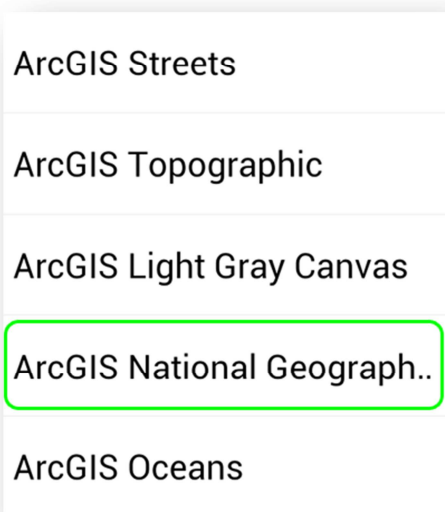 ArcGIS Streets
ArcGIS Topographic
ArcGIS Light Gray Canvas
ArcGIS National Geograph..
ArcGIS Oceans